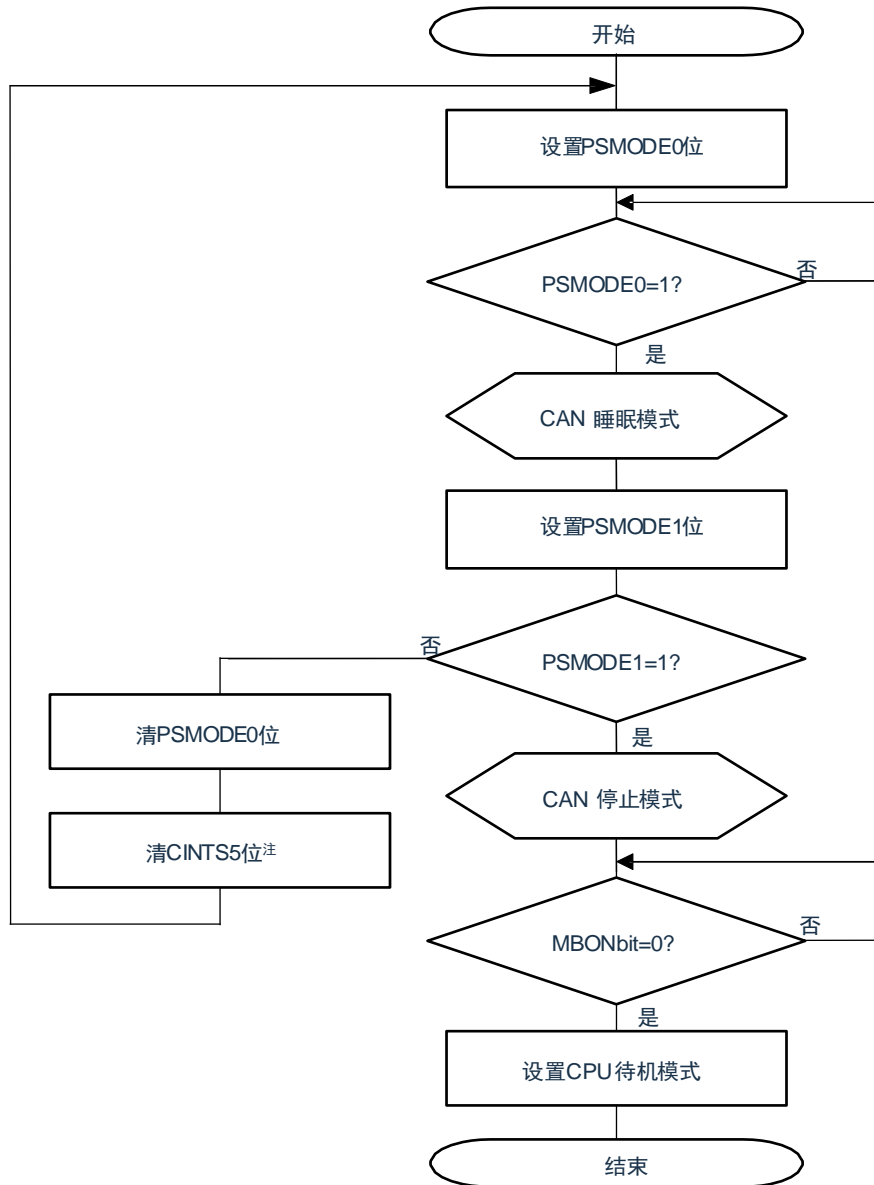 开始
设置PSMODE0位
PSMODE0=1?
否
是
CAN 睡眠模式
设置PSMODE1位
PSMODE1=1?
否
是
清PSMODE0位
清CINTS5位注
CAN 停止模式
MBONbit=0?
否
是
设置CPU待机模式
结束